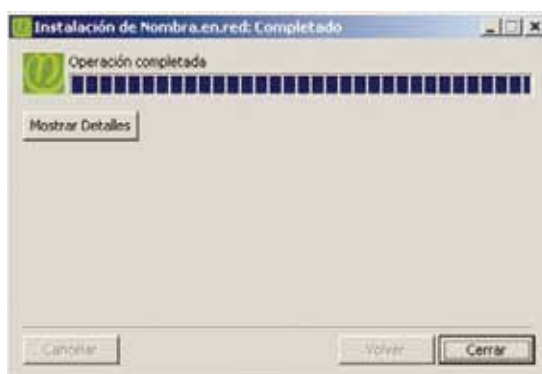 Instalación de Nombra.en.red: Completado
Operación completada
Mostrar Detalles
Cancelar
Volver
Cerrar